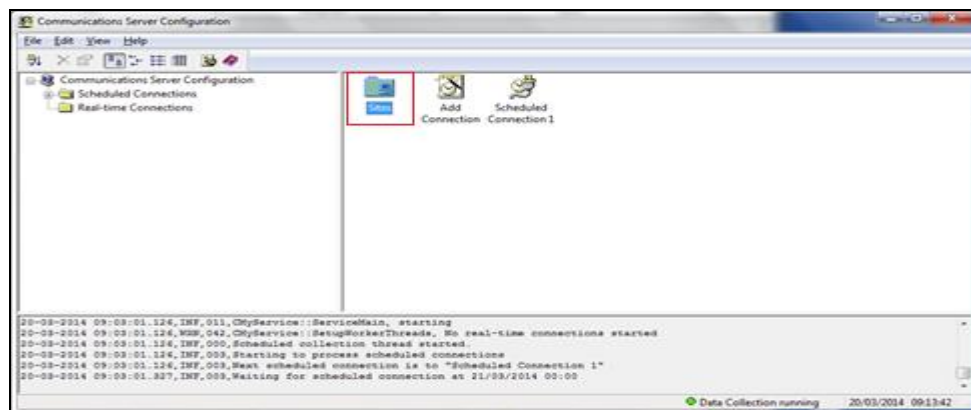 Communications Server Configuration
File Edit View Help
Communications Server Configuration
Scheduled Connections
Real-time Connections
Sites
Add Connection
Scheduled Connection 1
20-03-2014 09:03:01.124,INF,011,CMyService::ServiceMain, starting
20-03-2014 09:03:01.124,WRN,042,CMyService::SetupWorkerThreads, No real-time connections started
20-03-2014 09:03:01.124,INF,000,Scheduled collection thread started.
20-03-2014 09:03:01.124,INF,003,Starting to process scheduled connections
20-03-2014 09:03:01.124,INF,003,Next scheduled connection is to "Scheduled Connection 1"
20-03-2014 09:03:01.327,INF,003,Waiting for scheduled connection at 21/03/2014 00:00
Data Collection running 20/03/2014 09:13:42